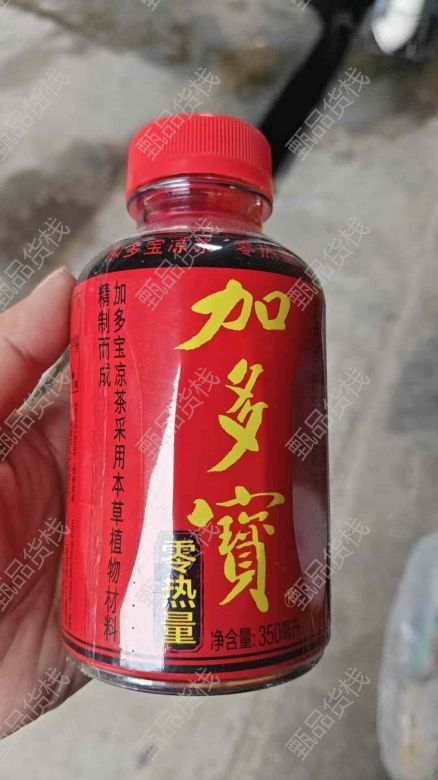 加多宝凉茶 零热
加多宝凉茶采用本草植物材料
精制而成
加多寶
零热量
净含量:350毫升
甄品货栈